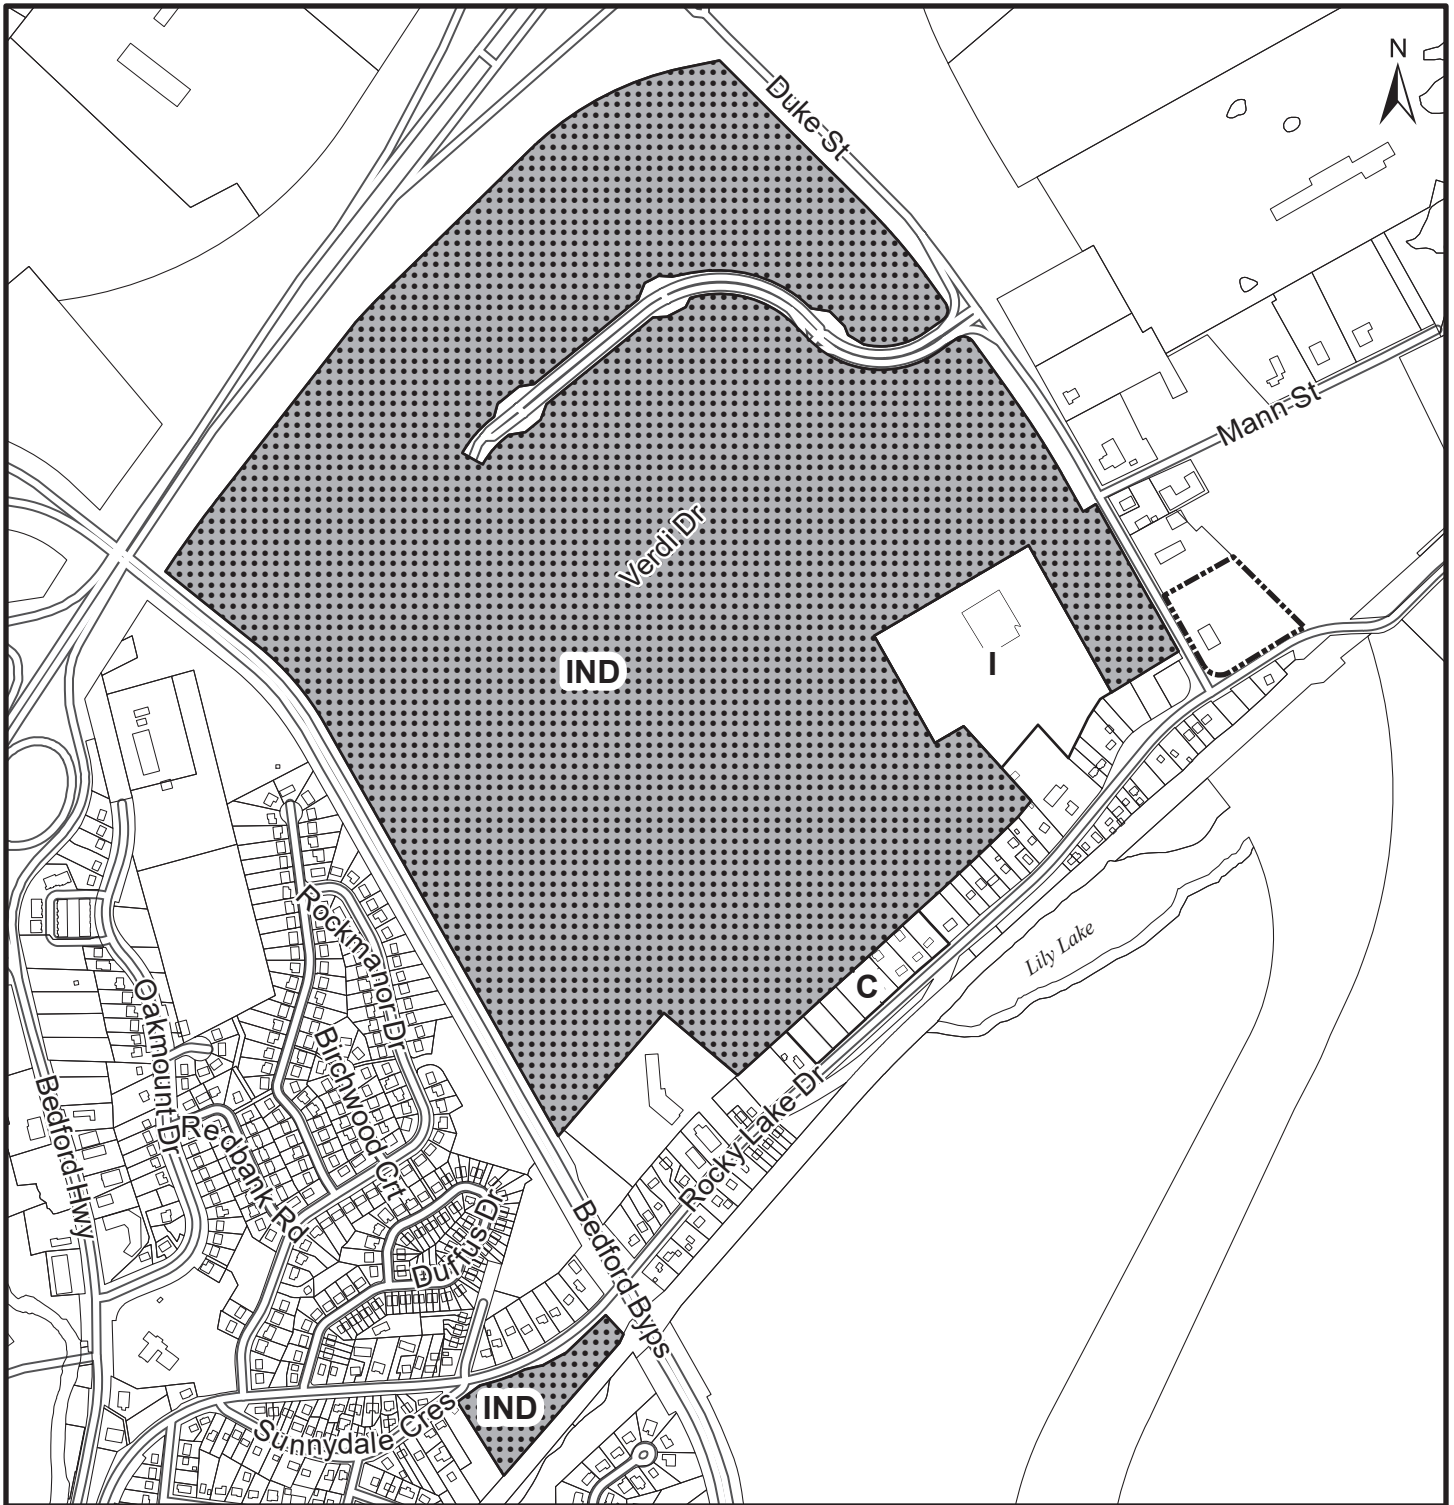 N
Duke St
Mann St
Verdi Dr
IND
I
Lily Lake
C
Rockmanor Dr
Oakmount Dr
Birchwood Crt
Bedford Hwy
Redbank Rd
Rocky Lake Dr
Duffus Dr
Bedford Byps
IND
Sunnydale Cres